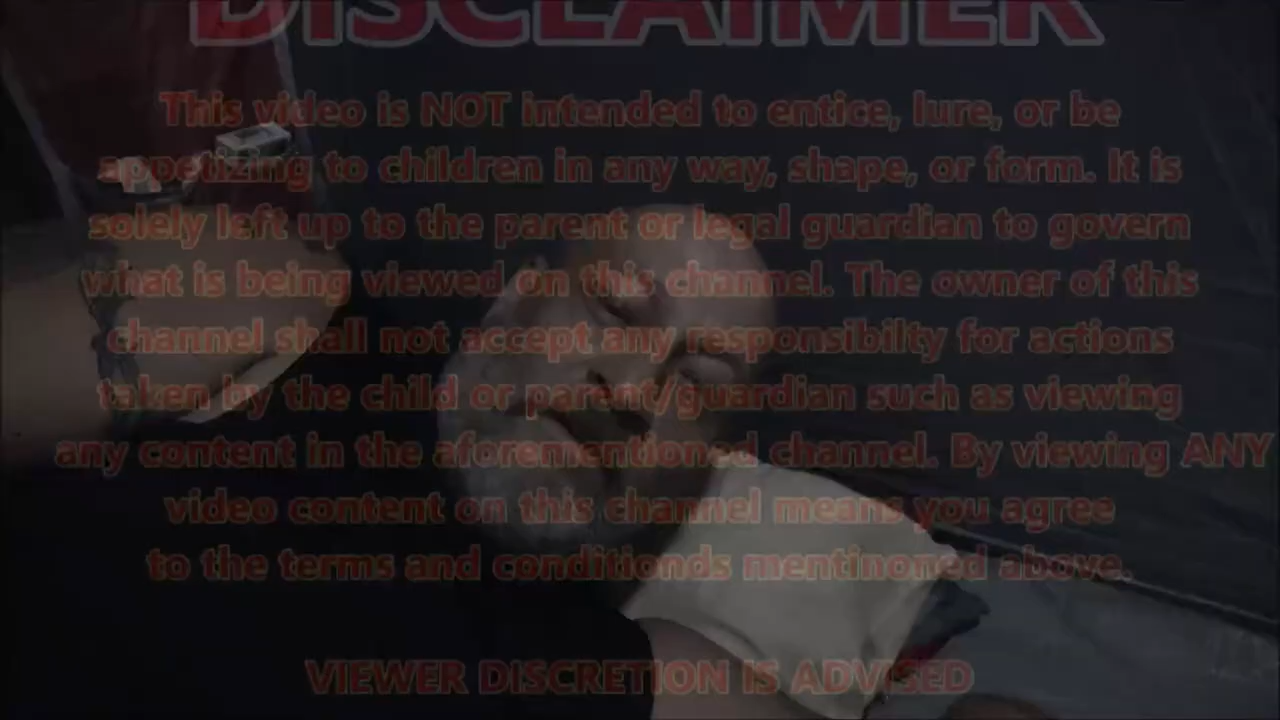 DISCLAIMER
This video is NOT intended to entice, lure, or be
appetizing to children in any way, shape, or form. It is
solely left up to the parent or legal guardian to govern
what is being viewed on this channel. The owner of this
channel shall not accept any responsibilty for actions
taken by the child or parent/guardian such as viewing
any content in the aforementioned channel. By viewing ANY
video content on this channel means you agree
to the terms and conditionds mentinoned above.
VIEWER DISCRETION IS ADVISED